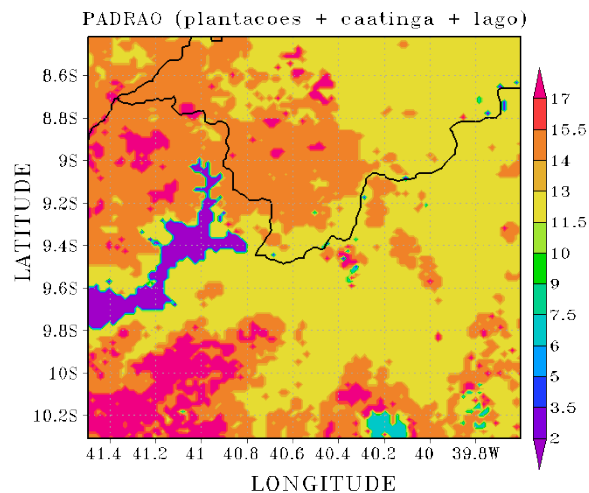 PADRAO (plantacoes + caatinga + lago)
8.6S
8.8S
9S
9.2S
9.4S
9.6S
9.8S
10S
10.2S
LATITUDE
41.4 41.2 41 40.8 40.6 40.4 40.2 40 39.8W
LONGITUDE
17
15.5
14
13
11.5
10
9
7.5
6
5
3.5
2